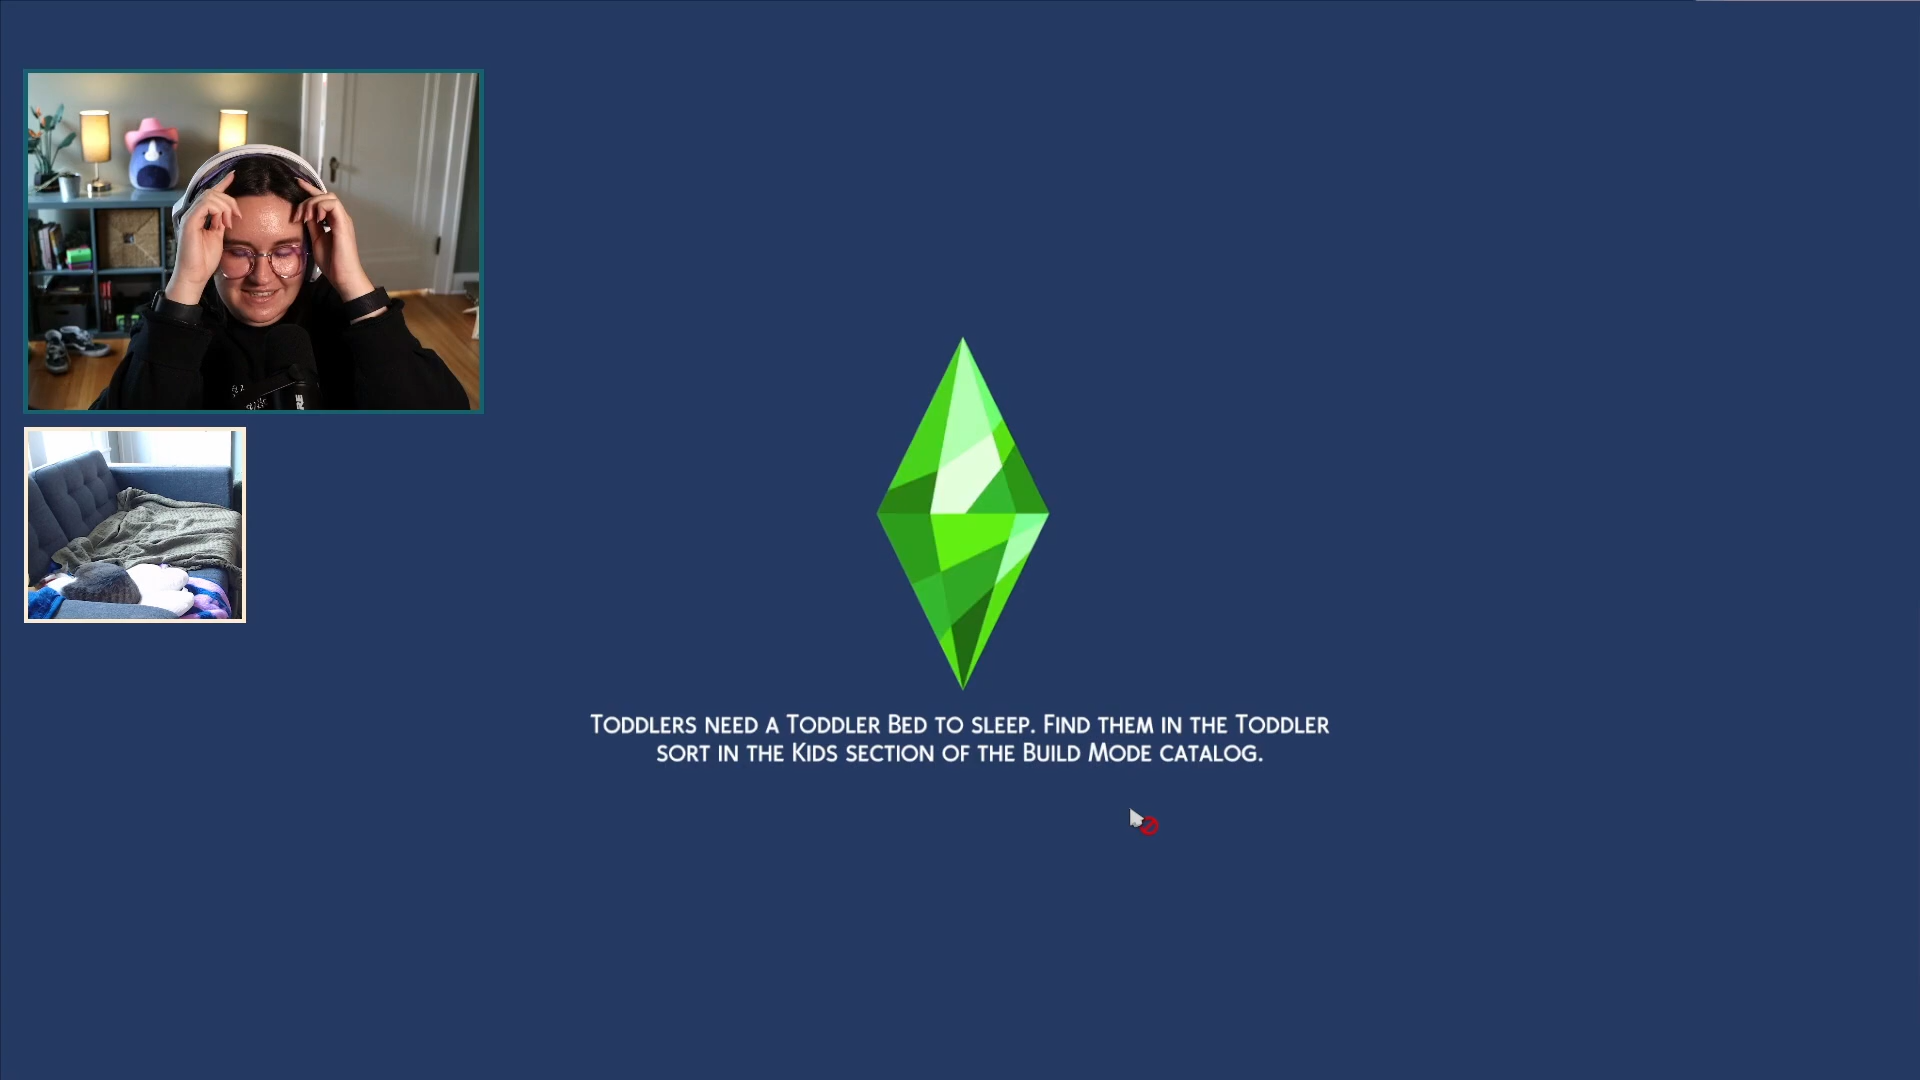 TODDLERS NEED A TODDLER BED TO SLEEP. FIND THEM IN THE TODDLER
SORT IN THE KIDS SECTION OF THE BUILD MODE CATALOG.